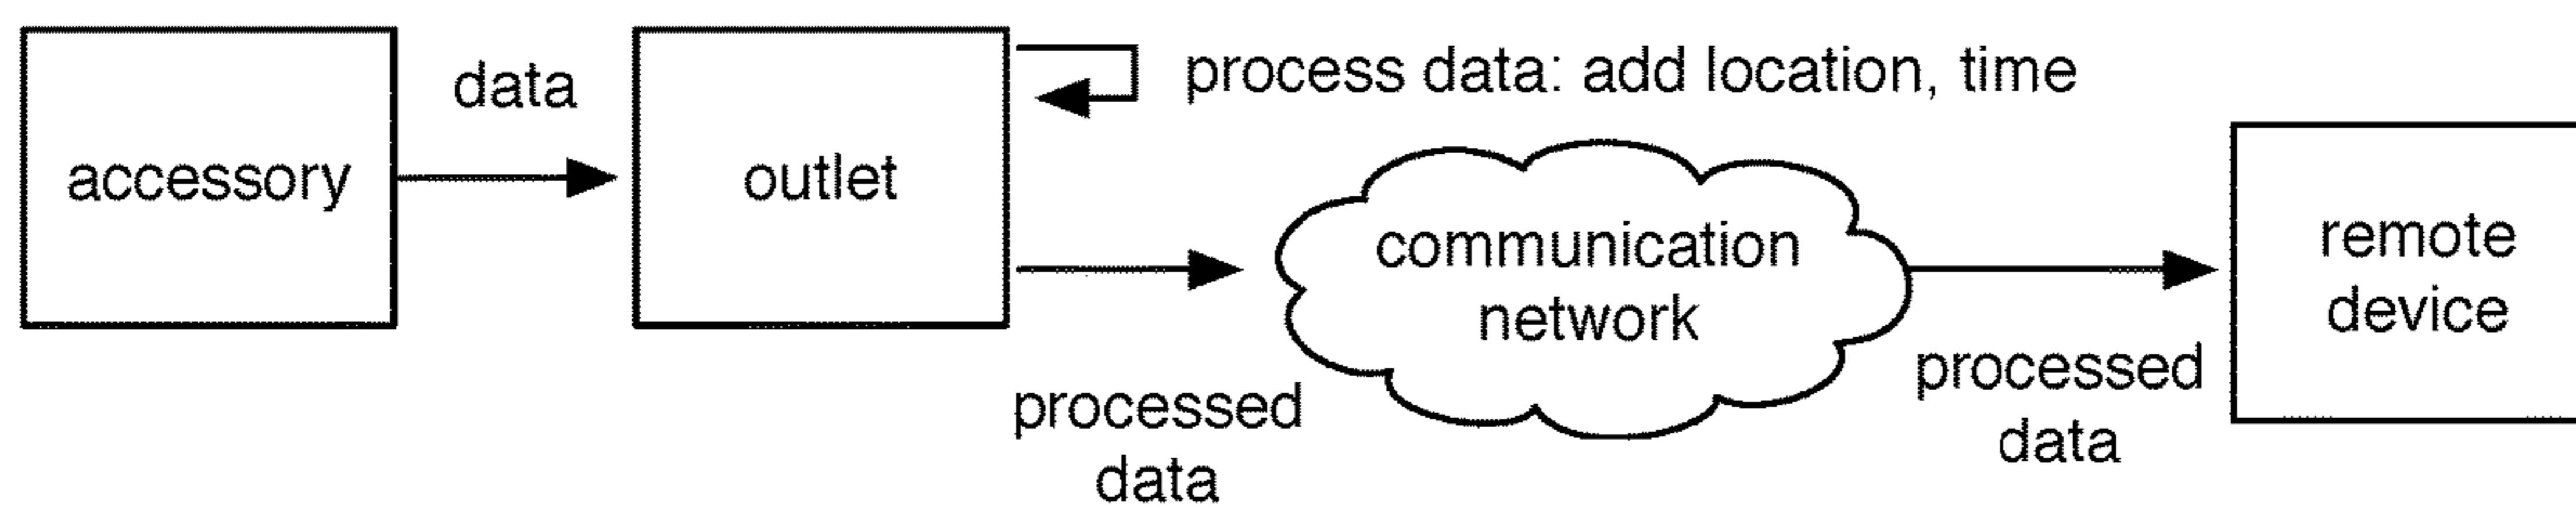 accessory
data
outlet
process data: add location, time
processed
data
communication
network
processed
data
remote
device